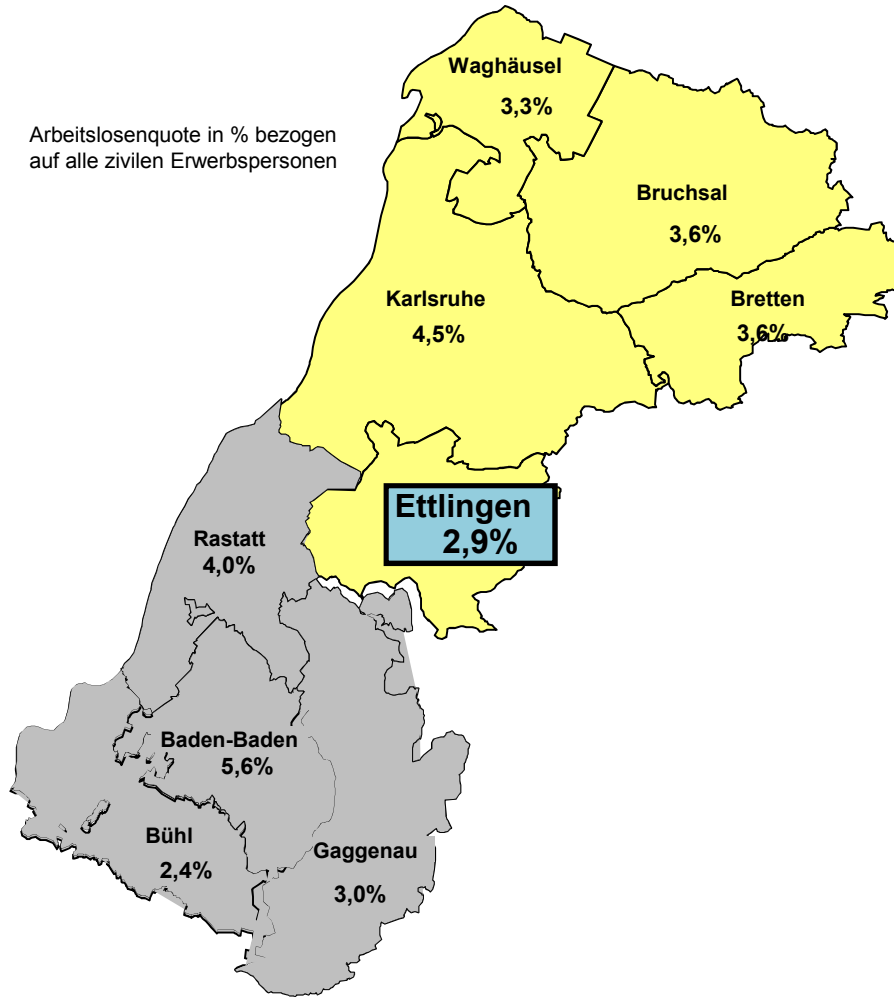 Waghäusel
3,3%
Arbeitslosenquote in % bezogen
auf alle zivilen Erwerbspersonen
Bruchsal
3,6%
Karlsruhe
4,5%
Bretten
3,6%
Ettlingen
2,9%
Rastatt
4,0%
Baden-Baden
5,6%
Bühl
2,4%
Gaggenau
3,0%